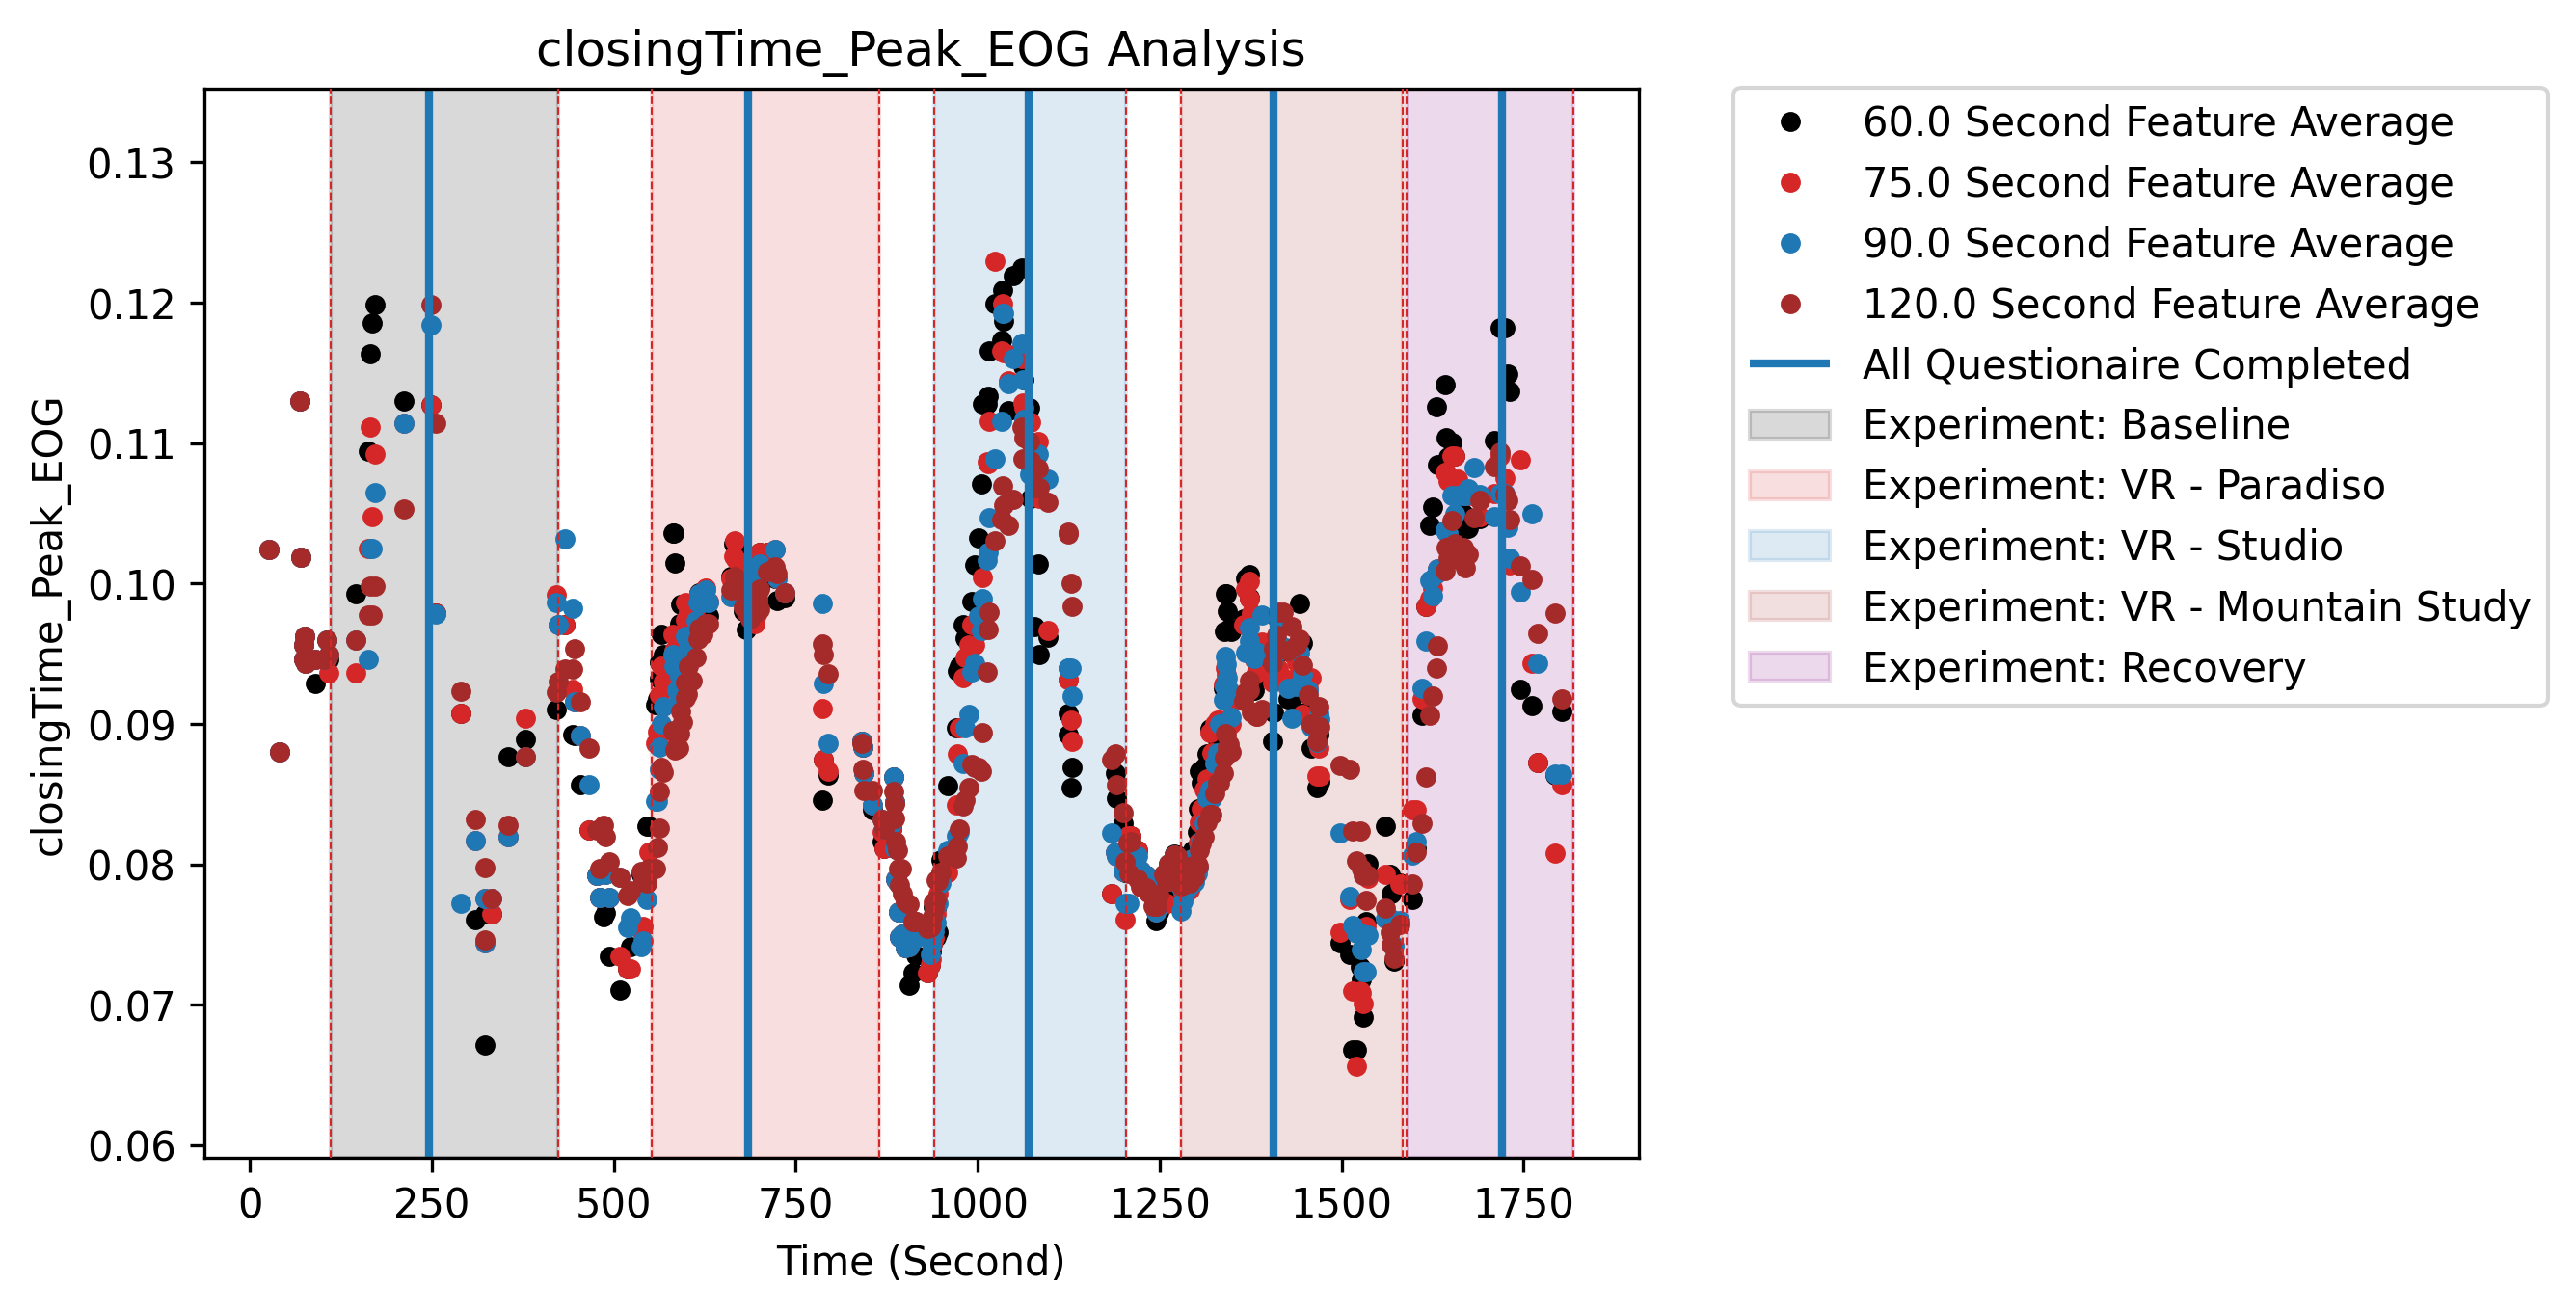 closingTime_Peak_EOG Analysis
closingTime_Peak_EOG
0.13
0.12
0.11
0.10
0.09
0.08
0.07
0.06
0
250
500
750
1000
1250
1500
1750
Time (Second)
60.0 Second Feature Average
75.0 Second Feature Average
90.0 Second Feature Average
120.0 Second Feature Average
All Questionaire Completed
Experiment: Baseline
Experiment: VR - Paradiso
Experiment: VR - Studio
Experiment: VR - Mountain Study
Experiment: Recovery